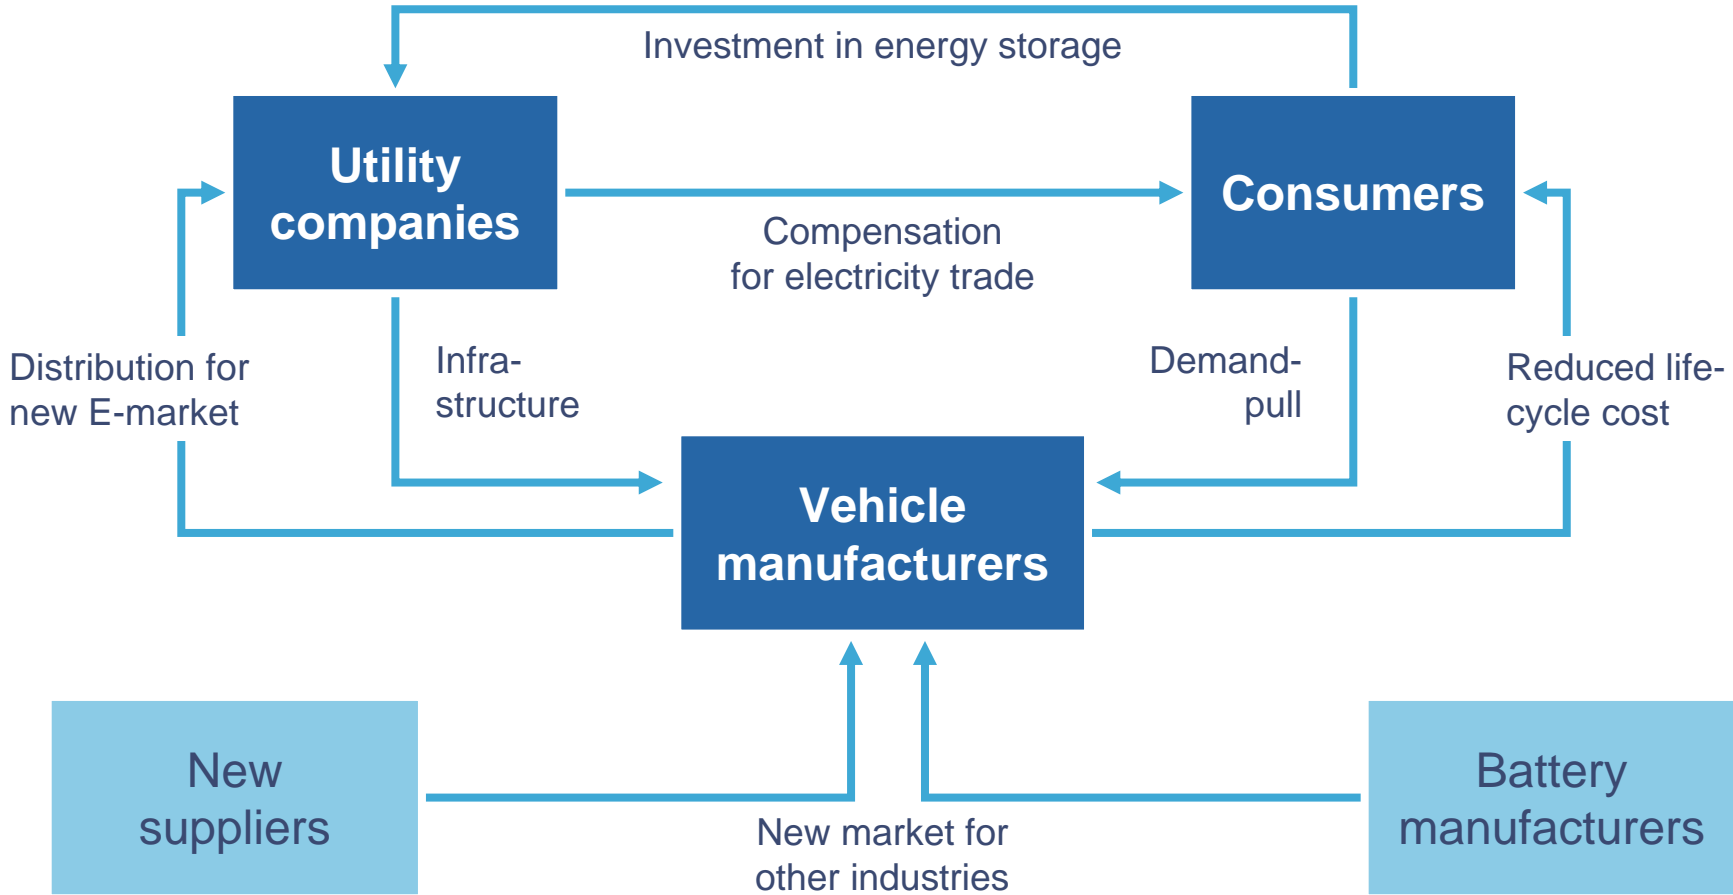 Investment in energy storage
Utility
companies
Consumers
Compensation
for electricity trade
Distribution for
new E-market
Infra-
structure
Demand-
pull
Reduced life-
cycle cost
Vehicle
manufacturers
New
suppliers
Battery
manufacturers
New market for
other industries